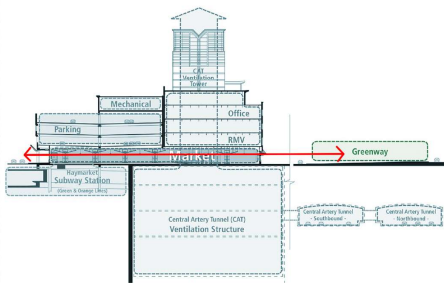 CAT
Ventilation
Tower
Mechanical
Office
Parking
RMV
Market
Greenway
Haymarket
Subway Station
(Green & Orange Lines)
Central Artery Tunnel (CAT)
Ventilation Structure
Central Artery Tunnel
- Southbound -
Central Artery Tunnel
Northbound